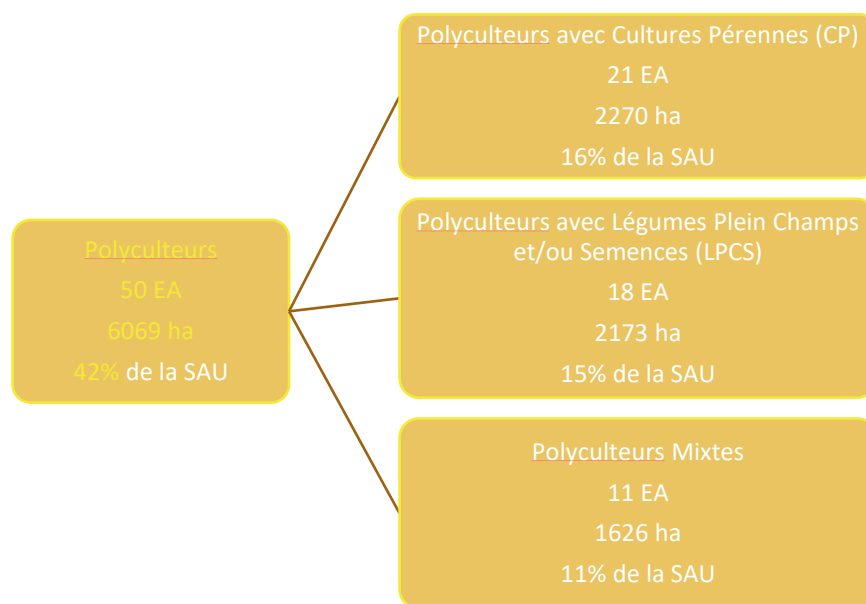 Polyculteurs
50 EA
6069 ha
42% de la SAU
Polyculteurs avec Cultures Pérennes (CP)
21 EA
2270 ha
16% de la SAU
Polyculteurs avec Légumes Plein Champs
et/ou Semences (LPCS)
18 EA
2173 ha
15% de la SAU
Polyculteurs Mixtes
11 EA
1626 ha
11% de la SAU